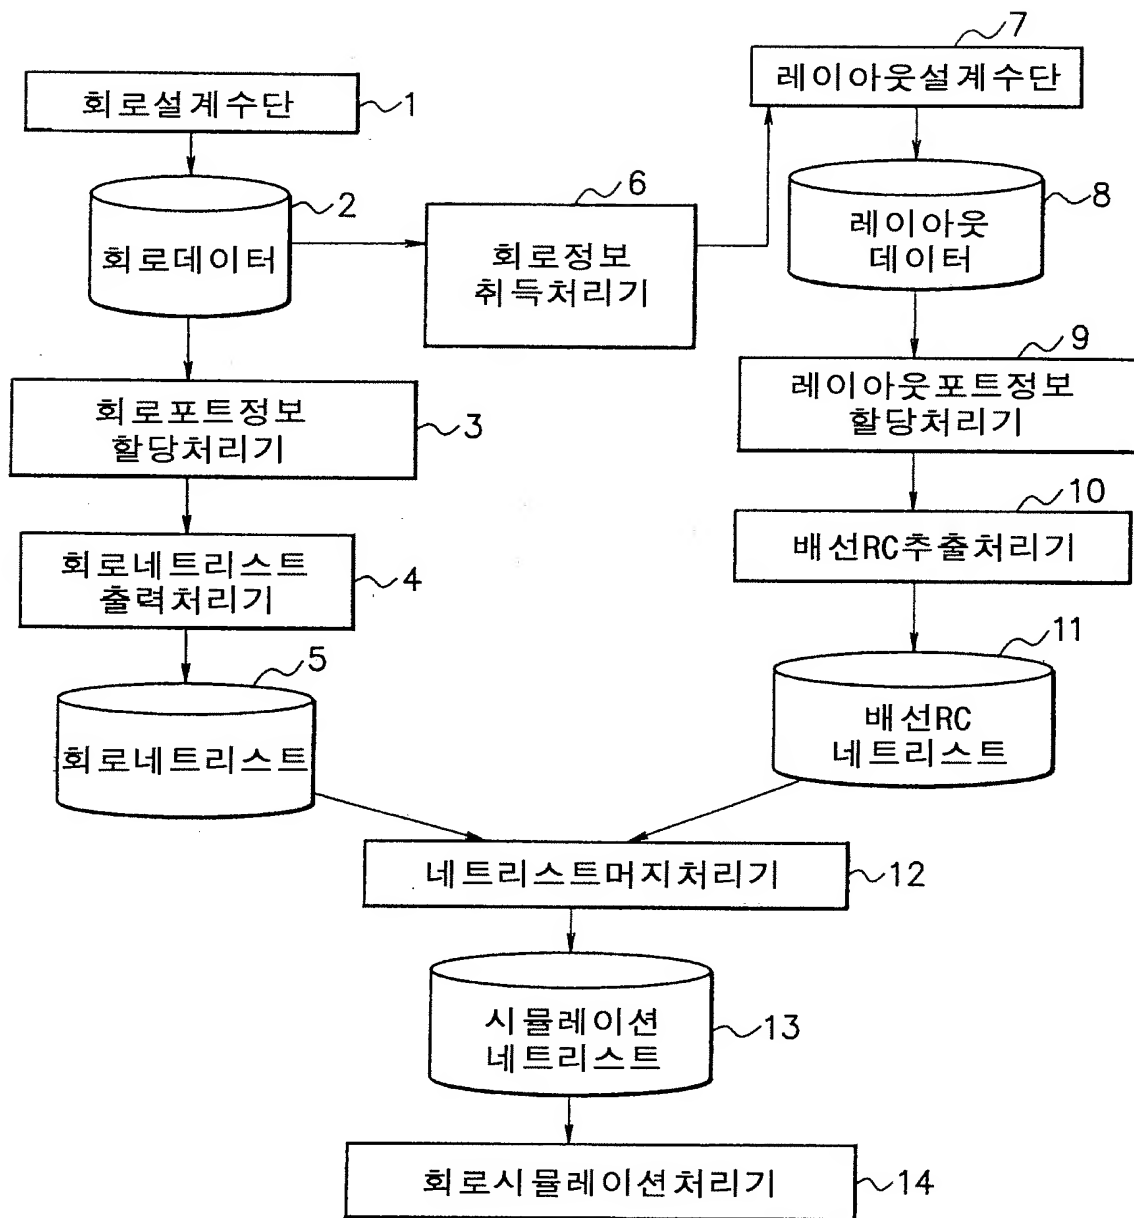 회로설계수단
1
회로데이터
2
회로정보
취득처리기
6
레이아웃설계수단
7
레이아웃
데이터
8
회로포트정보
할당처리기
3
레이아웃포트정보
할당처리기
9
회로네트리스트
출력처리기
4
배선RC추출처리기
10
회로네트리스트
5
배선RC
네트리스트
11
네트리스트머지처리기
12
시뮬레이션
네트리스트
13
회로시뮬레이션처리기
14